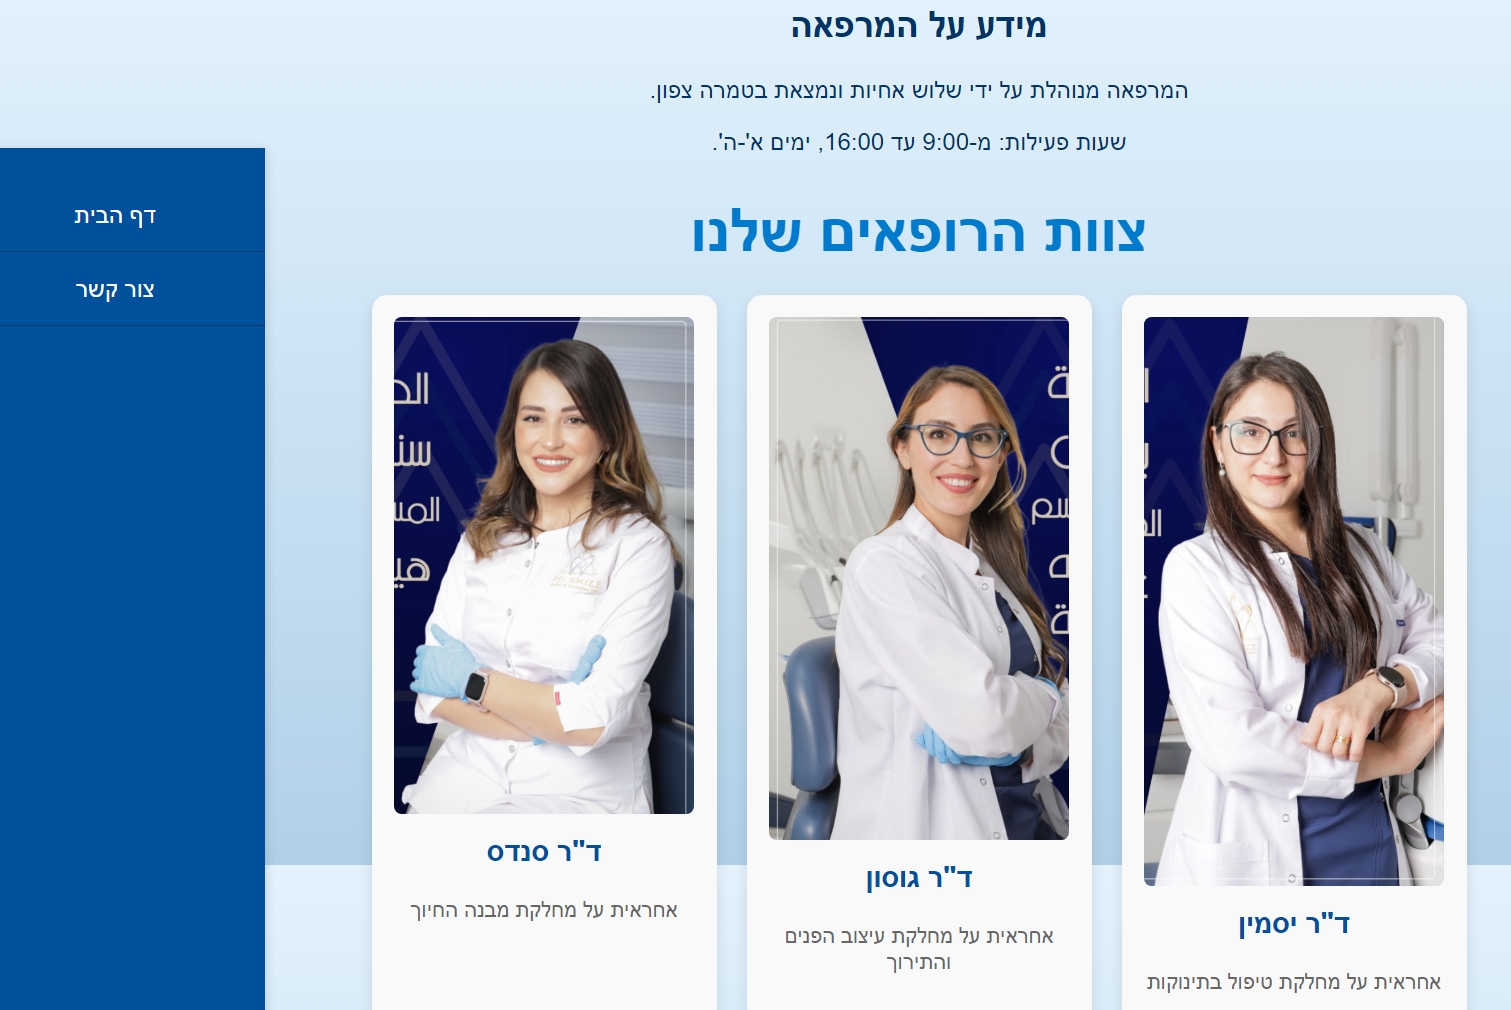 מידע על המרפאה
המרפאה מנוהלת על ידי שלוש אחיות ונמצאת בטמרה צפון.
שעות פעילות: מ-9:00 עד 16:00, ימים א'-ה'.
דף הבית
צור קשר
צוות הרופאים שלנו
ד"ר יסמין
אחראית על מחלקת טיפול בתינוקות
ד"ר גוסון
אחראית על מחלקת עיצוב הפנים
והתירוך
ד"ר סנדס
אחראית על מחלקת מבנה החיוך